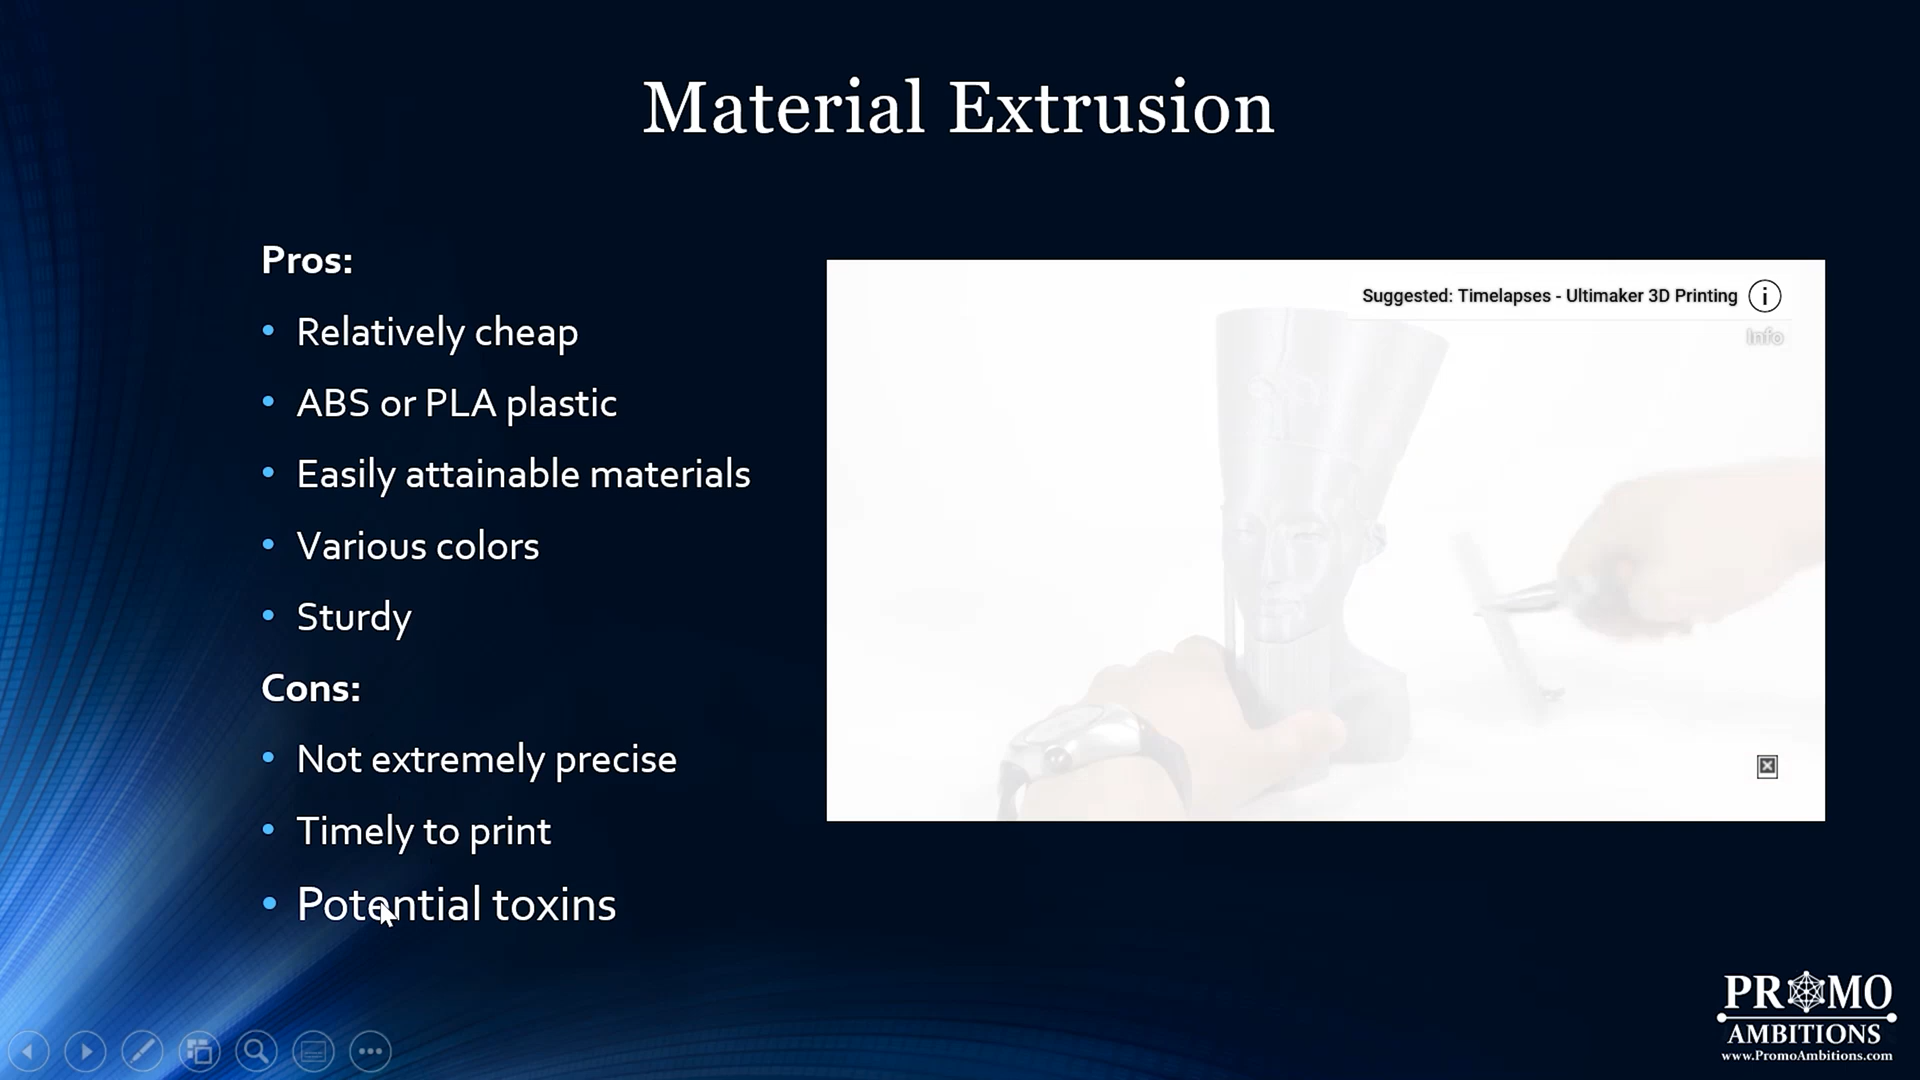 Material Extrusion
Pros:
• Relatively cheap
• ABS or PLA plastic
• Easily attainable materials
• Various colors
• Sturdy
Cons:
• Not extremely precise
• Timely to print
• Potential toxins
Suggested: Timelapses - Ultimaker 3D Printing
Info
PROMO
AMBITIONS
www.PromoAmbitions.com